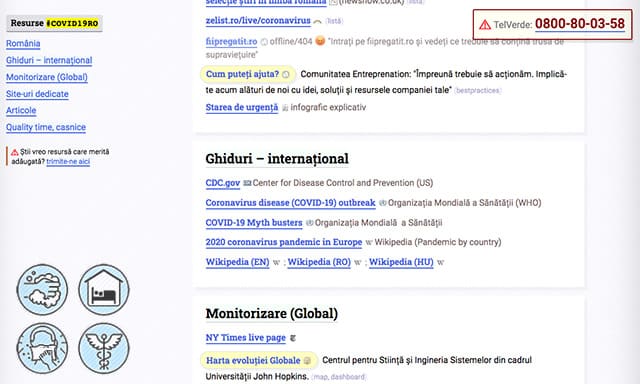 Resurse #COVID19RO
România
Ghiduri – internațional
Monitorizare (Global)
Site-uri dedicate
Articole
Quality time, casnice
Știi vreo resursă care merită
adăugată? trimite-ne aici
selecție știri în limba română (newsnow.co.uk) (listă)
zelist.ro/live/coronavirus (listă)
fiipregatit.ro offline/404 "Intrați pe fiipregatit.ro și vedeți ce trebuie să conțină trusa de
supraviețuire"
Cum puteți ajuta? Comunitatea Entreprenation: "Împreună trebuie să acționăm. Implică-
te acum alături de noi cu idei, soluții și resursele companiei tale" (bestpractices)
Starea de urgență infografic explicativ
TelVerde: 0800-80-03-58
Ghiduri – internațional
CDC.gov Center for Disease Control and Prevention (US)
Coronavirus disease (COVID-19) outbreak Organizația Mondială a Sănătății (WHO)
COVID-19 Myth busters Organizația Mondială a Sănătății
2020 coronavirus pandemic in Europe W Wikipedia (Pandemic by country)
Wikipedia (EN) W ; Wikipedia (RO) W ; Wikipedia (HU) W
Monitorizare (Global)
NY Times live page
Harta evoluției Globale Centrul pentru Stiință și Ingineria Sistemelor din cadrul
Universității John Hopkins. (map, dashboard)